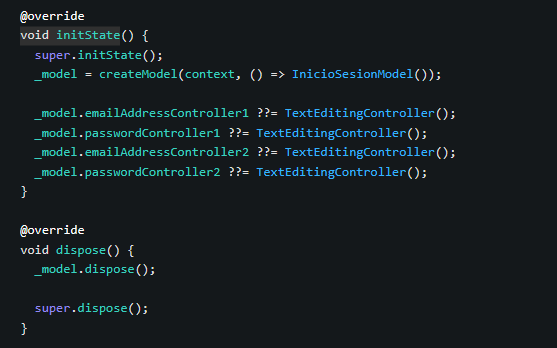 @override
void initState() {
super.initState();
_model = createModel(context, () => InicioSesionModel());
_model.emailAddressController1 ??= TextEditingController();
_model.passwordController1 ??= TextEditingController();
_model.emailAddressController2 ??= TextEditingController();
_model.passwordController2 ??= TextEditingController();
}
@override
void dispose() {
_model.dispose();
super.dispose();
}